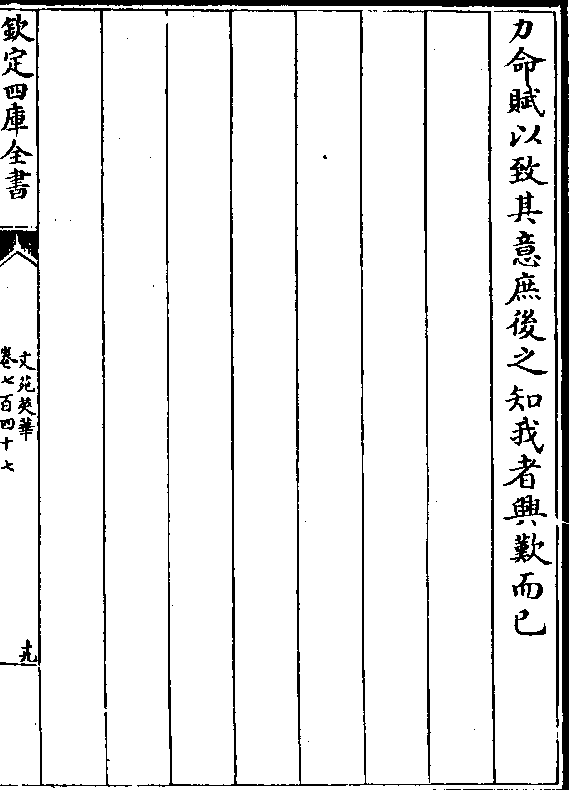 力命賦以致其意庶後之知我者興歎而已
欽定四庫全書
文苑英華
卷七百四十七
十九